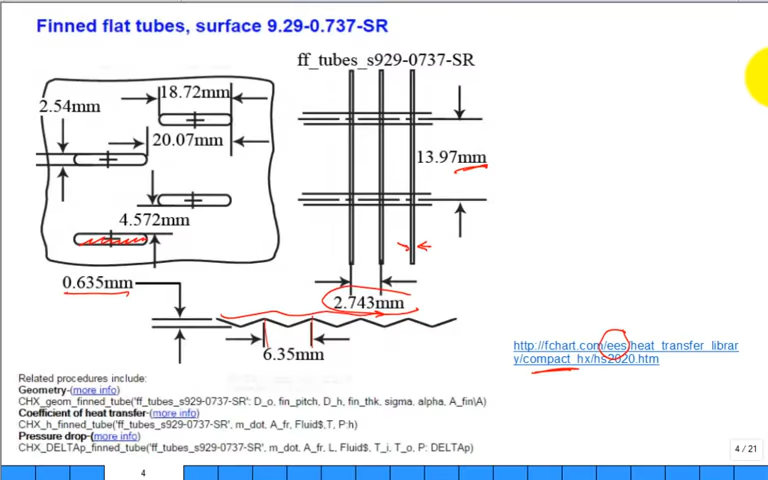 Finned flat tubes, surface 9.29-0.737-SR
ff_tubes_s929-0737-SR
18.72mm
2.54mm
20.07mm
13.97mm
4.572mm
0.635mm
2.743mm
6.35mm
http://fchart.com/ees/heat_transfer_librar
y/compact_hx/hs2020.htm
Related procedures include:
Geometry-(more info)
CHX_geom_finned_tube('ff_tubes_s929-0737-SR': D_o, fin_pitch, D_h, fin_thk, sigma, alpha, A_fin\A)
Coefficient of heat transfer-(more info)
CHX_h_finned_tube('ff_tubes_s929-0737-SR', m_dot, A_fr, Fluid$,T, P:h)
Pressure drop-(more info)
CHX_DELTAp_finned_tube('ff_tubes_s929-0737-SR', m_dot, A_fr, L, Fluid$, T_i, T_o, P: DELTAp)
4 / 21
4